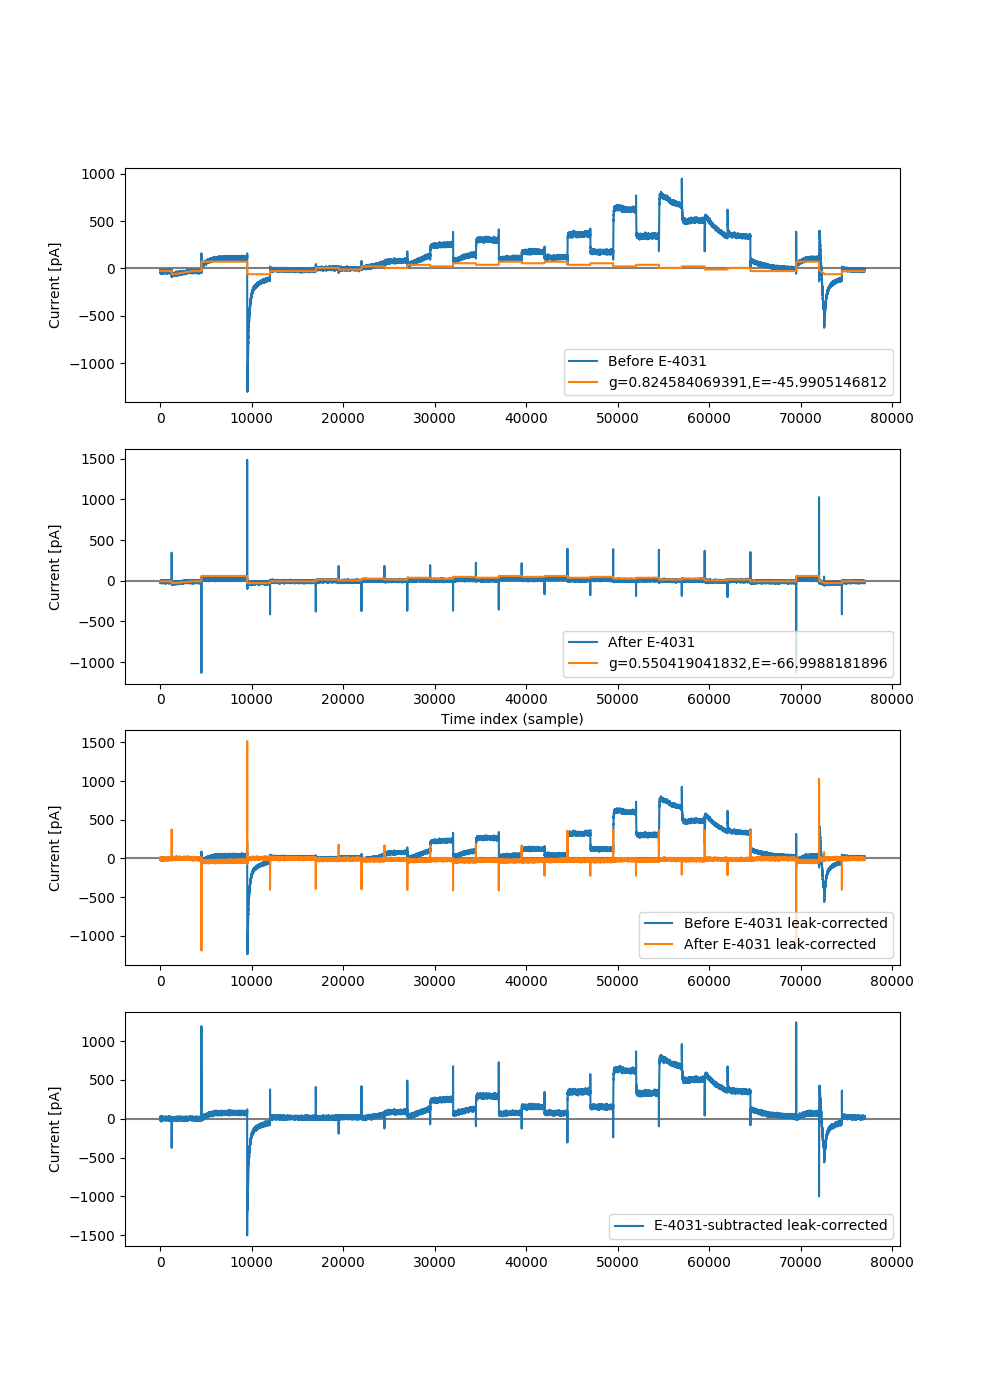 1000
500
0
−500
−1000
Current [pA]
Before E-4031
g=0.824584069391,E=-45.9905146812
0 10000 20000 30000 40000 50000 60000 70000 80000
1500
1000
500
0
−500
−1000
Current [pA]
After E-4031
g=0.550419041832,E=-66.9988181896
0 10000 20000 30000 40000 50000 60000 70000 80000
Time index (sample)
1500
1000
500
0
−500
−1000
Current [pA]
Before E-4031 leak-corrected
After E-4031 leak-corrected
0 10000 20000 30000 40000 50000 60000 70000 80000
1000
500
0
−500
−1000
−1500
Current [pA]
E-4031-subtracted leak-corrected
0 10000 20000 30000 40000 50000 60000 70000 80000